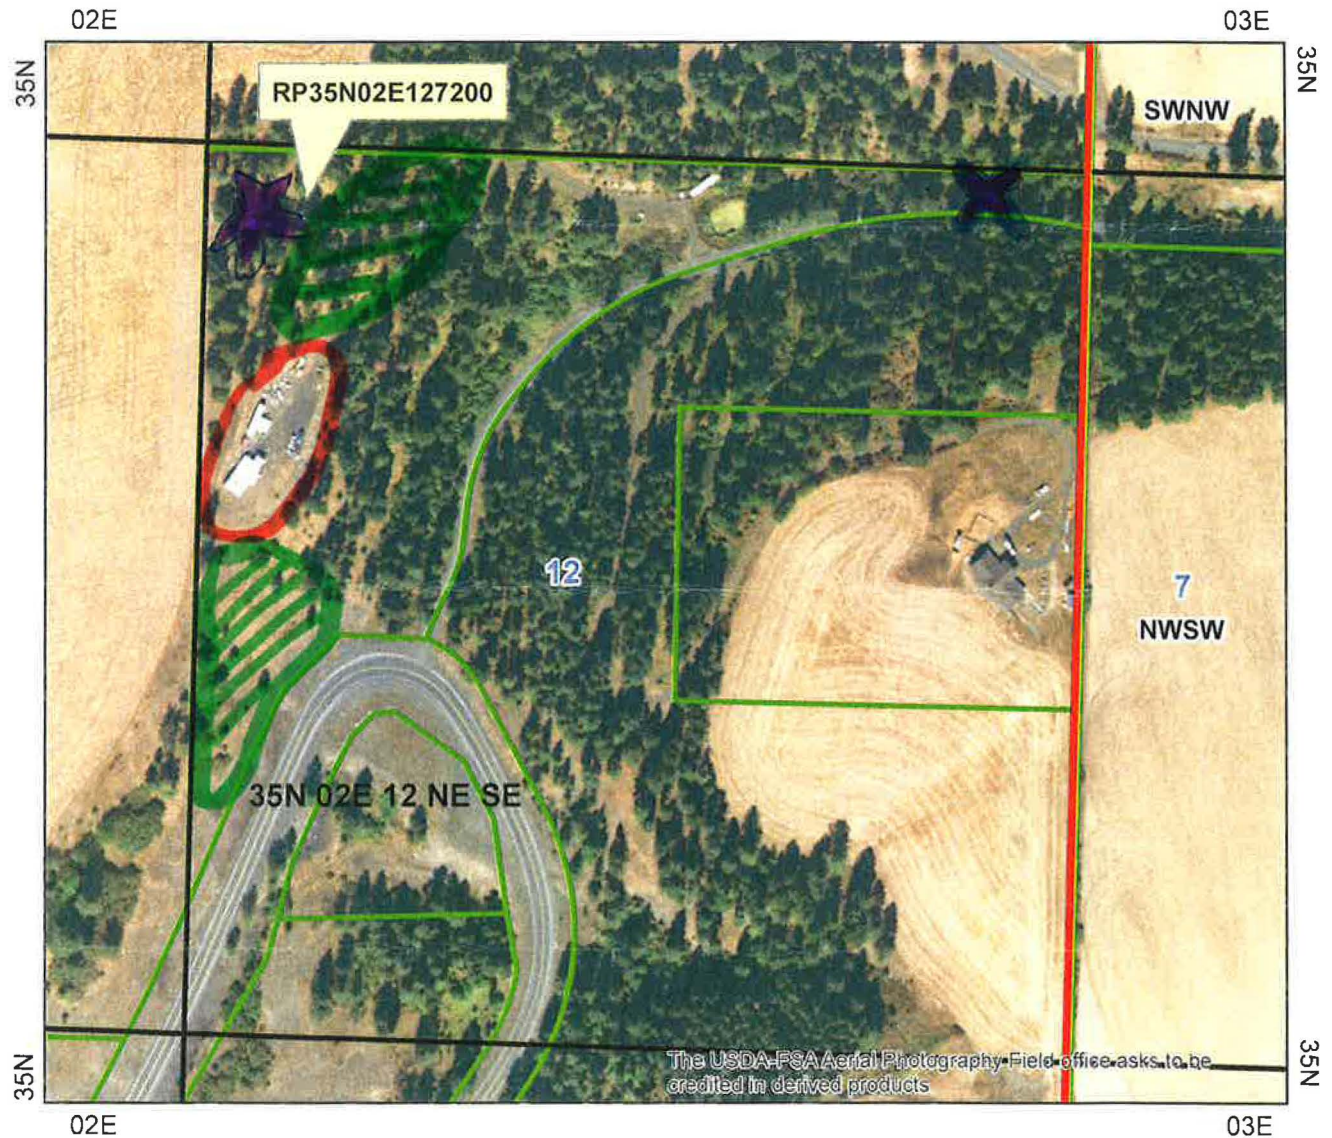 02E
03E
35N
35N
RP35N02E127200
SWNW
12
7
NWSW
35N 02E 12 NE SE
The USDA-FSA Aerial Photography Field office asks to be
credited in derived products
35N
35N
02E
03E